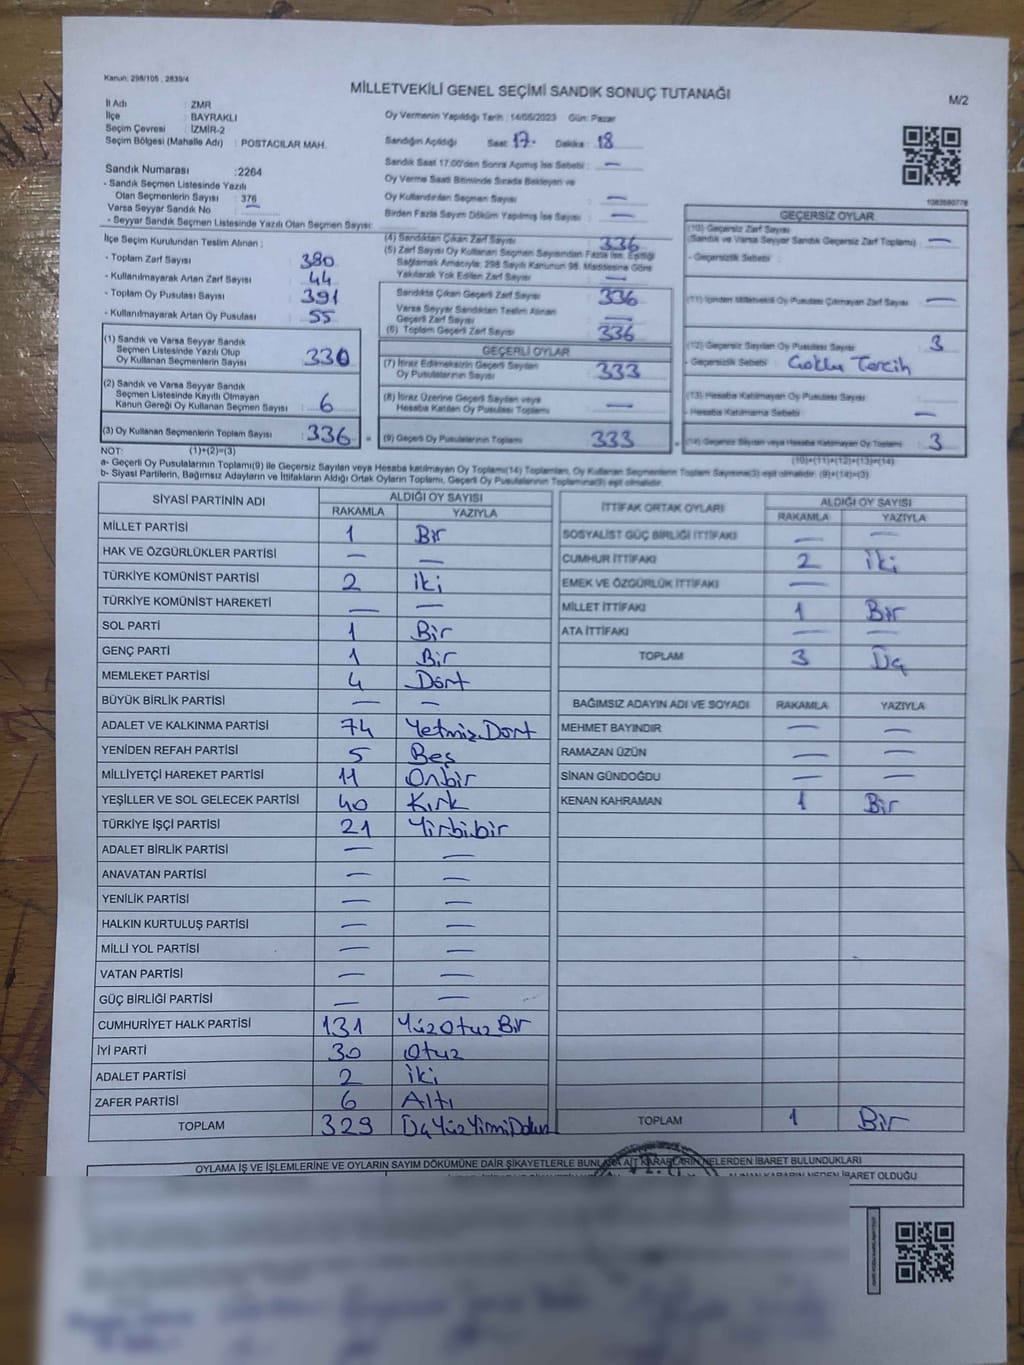 Kanun: 298/105 , 2839/4
MİLLETVEKİLİ GENEL SEÇİMİ SANDIK SONUÇ TUTANAĞI
M/2
İl Adı : ZMR
İlçe : BAYRAKLI
Seçim Çevresi : İZMİR-2
Seçim Bölgesi (Mahalle Adı) : POSTACILAR MAH.
Sandık Numarası :2264
- Sandık Seçmen Listesinde Yazılı
Olan Seçmenlerin Sayısı : 376
Varsa Seyyar Sandık No
- Seyyar Sandık Seçmen Listesinde Yazılı Olan Seçmen Sayısı:
Oy Vermenin Yapıldığı Tarih : 14/05/2023 Gün: Pazar
Sandığın Açıldığı Saat: 17. Dakika : 18
Sandık Saat 17:00'den Sonra Açılmış İse Sebebi : —
Oy Verme Saati Bitiminde Sırada Bekleyen ve
Oy Kullandırılan Seçmen Sayısı : —
Birden Fazla Sayım Döküm Yapılmış İse Sayısı : —
1083590778
İlçe Seçim Kurulundan Teslim Alınan ;
- Toplam Zarf Sayısı : 380
- Kullanılmayarak Artan Zarf Sayısı : 44
- Toplam Oy Pusulası Sayısı : 391
- Kullanılmayarak Artan Oy Pusulası : 55
(1) Sandık ve Varsa Seyyar Sandık
Seçmen Listesinde Yazılı Olup
Oy Kullanan Seçmenlerin Sayısı : 330
(2) Sandık ve Varsa Seyyar Sandık
Seçmen Listesinde Kayıtlı Olmayan
Kanun Gereği Oy Kullanan Seçmen Sayısı : 6
(3) Oy Kullanan Seçmenlerin Toplam Sayısı : 336 =
(4) Sandıktan Çıkan Zarf Sayısı : 336
(5) Zarf Sayısı Oy Kullanan Seçmen Sayısından Fazla İse, Eşitliği
Sağlamak Amacıyla; 298 Sayılı Kanunun 98. Maddesine Göre
Yakılarak Yok Edilen Zarf Sayısı : —
Sandıkta Çıkan Geçerli Zarf Sayısı : 336
Varsa Seyyar Sandıktan Teslim Alınan
Geçerli Zarf Sayısı : —
(6) Toplam Geçerli Zarf Sayısı : 336
GEÇERLİ OYLAR
(7) İtiraz Edilmeksizin Geçerli Sayılan
Oy Pusulalarının Sayısı : 333
(8) İtiraz Üzerine Geçerli Sayılan veya
Hesaba Katılan Oy Pusulası Toplamı : —
(9) Geçerli Oy Pusulalarının Toplamı : 333 +
GEÇERSİZ OYLAR
(10) Geçersiz Zarf Sayısı
(Sandık ve Varsa Seyyar Sandık Geçersiz Zarf Toplamı) : —
- Geçersizlik Sebebi :
(11) İçinden Milletvekili Oy Pusulası Çıkmayan Zarf Sayısı : —
(12) Geçersiz Sayılan Oy Pusulası Sayısı : 3
- Geçersizlik Sebebi : Çoklu Tercih
(13) Hesaba Katılmayan Oy Pusulası Sayısı :
- Hesaba Katılmama Sebebi : —
(14) Geçersiz Sayılan veya Hesaba Katılmayan Oy Toplamı : 3
NOT: (1)+(2)=(3) (10)+(11)+(12)+(13)=(14)
a- Geçerli Oy Pusulalarının Toplamı(9) ile Geçersiz Sayılan veya Hesaba katılmayan Oy Toplamı(14) Toplamları, Oy Kullanan Seçmenlerin Toplam Sayısına(3) eşit olmalıdır. (9)+(14)=(3)
b- Siyasi Partilerin, Bağımsız Adayların ve İttifakların Aldığı Ortak Oyların Toplamı, Geçerli Oy Pusulalarının Toplamına(9) eşit olmalıdır.
SİYASİ PARTİNİN ADI ALDIĞI OY SAYISI
RAKAMLA YAZIYLA
MİLLET PARTİSİ 1 Bir
HAK VE ÖZGÜRLÜKLER PARTİSİ — —
TÜRKİYE KOMÜNİST PARTİSİ 2 iki
TÜRKİYE KOMÜNİST HAREKETİ — —
SOL PARTİ 1 Bir
GENÇ PARTİ 1 Bir
MEMLEKET PARTİSİ 4 Dört
BÜYÜK BİRLİK PARTİSİ — —
ADALET VE KALKINMA PARTİSİ 74 Yetmiş Dört
YENİDEN REFAH PARTİSİ 5 Beş
MİLLİYETÇİ HAREKET PARTİSİ 11 Onbir
YEŞİLLER VE SOL GELECEK PARTİSİ 40 Kırk
TÜRKİYE İŞÇİ PARTİSİ 21 Yirbibir
ADALET BİRLİK PARTİSİ — —
ANAVATAN PARTİSİ — —
YENİLİK PARTİSİ — —
HALKIN KURTULUŞ PARTİSİ — —
MİLLİ YOL PARTİSİ — —
VATAN PARTİSİ — —
GÜÇ BİRLİĞİ PARTİSİ — —
CUMHURİYET HALK PARTİSİ 131 Yüz Otuz Bir
İYİ PARTİ 30 Otuz
ADALET PARTİSİ 2 İki
ZAFER PARTİSİ 6 Altı
TOPLAM 329 Üç Yüz Yirmi Dokuz
İTTİFAK ORTAK OYLARI ALDIĞI OY SAYISI
RAKAMLA YAZIYLA
SOSYALİST GÜÇ BİRLİĞİ İTTİFAKI — —
CUMHUR İTTİFAKI 2 iki
EMEK VE ÖZGÜRLÜK İTTİFAKI —
MİLLET İTTİFAKI 1 Bir
ATA İTTİFAKI — —
TOPLAM 3 Üç
BAĞIMSIZ ADAYIN ADI VE SOYADI RAKAMLA YAZIYLA
MEHMET BAYINDIR — —
RAMAZAN ÜZÜN — —
SİNAN GÜNDOĞDU — —
KENAN KAHRAMAN 1 Bir
TOPLAM 1 Bir
OYLAMA İŞ VE İŞLEMLERİNE VE OYLARIN SAYIM DÖKÜMÜNE DAİR ŞİKAYETLERLE BUNLARA AİT KARARLARIN NELERDEN İBARET BULUNDUKLARI
ALINAN KARARIN NEDEN İBARET OLDUĞU